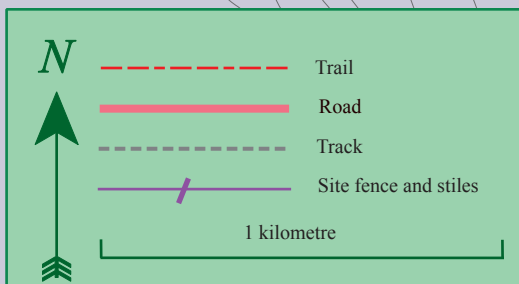 N
Trail
Road
Track
Site fence and stiles
1 kilometre